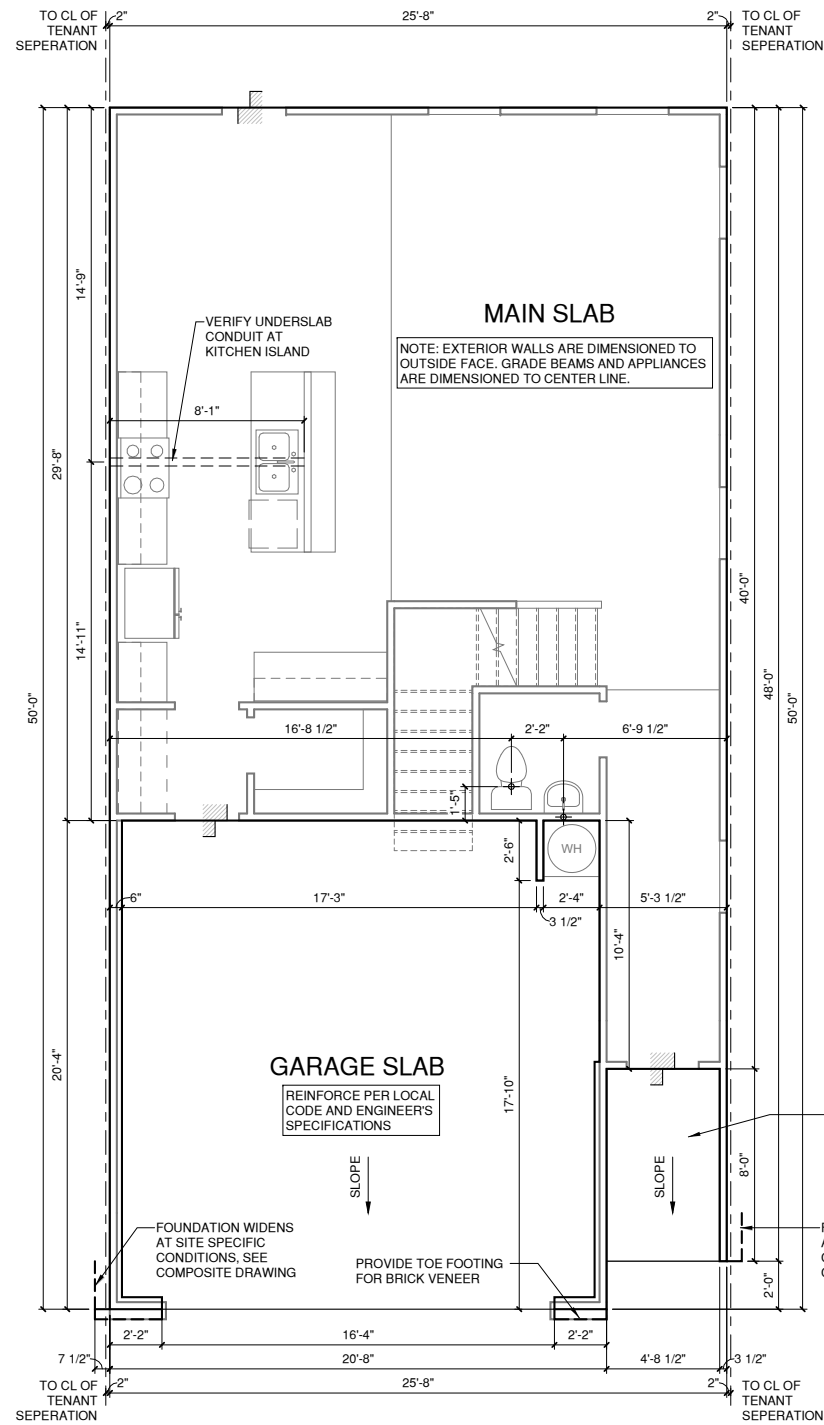 TO CL OF
TENANT
SEPERATION
2"
25'-8"
2"
TO CL OF
TENANT
SEPERATION
14'-9"
VERIFY UNDERSLAB
CONDUIT AT
KITCHEN ISLAND
MAIN SLAB
NOTE: EXTERIOR WALLS ARE DIMENSIONED TO
OUTSIDE FACE. GRADE BEAMS AND APPLIANCES
ARE DIMENSIONED TO CENTER LINE.
8'-1"
29'-8"
40'-0"
14'-11"
48'-0"
50'-0"
50'-0"
16'-8 1/2"
2'-2"
6'-9 1/2"
1'-5"
2'-6"
WH
6"
17'-3"
2'-4"
5'-3 1/2"
3 1/2"
10'-4"
20'-4"
GARAGE SLAB
REINFORCE PER LOCAL
CODE AND ENGINEER'S
SPECIFICATIONS
17'-10"
SLOPE
SLOPE
8'-0"
FOUNDATION WIDENS
AT SITE SPECIFIC
CONDITIONS, SEE
COMPOSITE DRAWING
PROVIDE TOE FOOTING
FOR BRICK VENEER
2'-0"
2'-2"
16'-4"
2'-2"
7 1/2"
20'-8"
4'-8 1/2"
3 1/2"
TO CL OF
TENANT
SEPERATION
2"
25'-8"
2"
TO CL OF
TENANT
SEPERATION